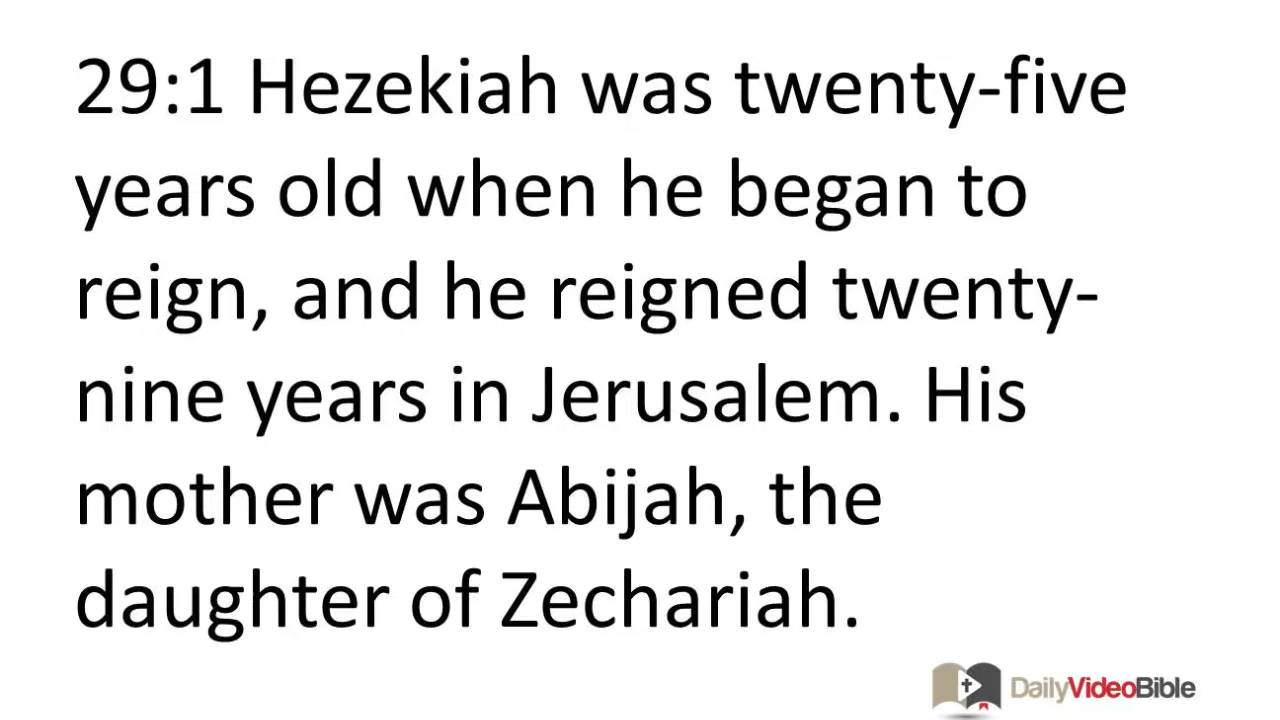 29:1 Hezekiah was twenty-five
years old when he began to
reign, and he reigned twenty-
nine years in Jerusalem. His
mother was Abijah, the
daughter of Zechariah.
DailyVideoBible